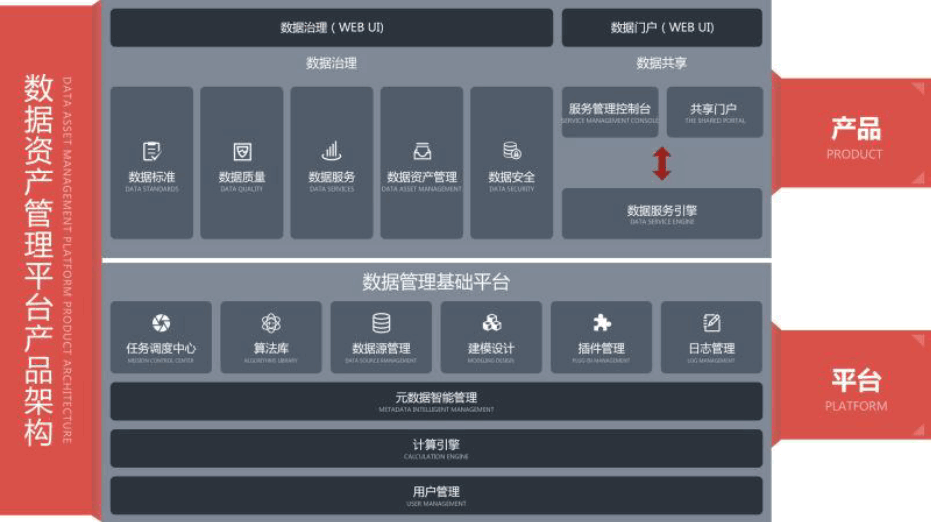 数据资产管理平台产品架构
DATA ASSET MANAGEMENT PLATFORM PRODUCT ARCHITECTURE
数据治理（WEB UI）
数据门户（WEB UI）
数据治理
数据共享
数据标准
DATA STANDARDS
数据质量
DATA QUALITY
数据服务
DATA SERVICES
数据资产管理
DATA ASSET MANAGEMENT
数据安全
DATA SECURITY
服务管理控制台
SERVICE MANAGEMENT CONSOLE
共享门户
THE SHARED PORTAL
数据服务引擎
DATA SERVICE ENGINE
产品
PRODUCT
数据管理基础平台
任务调度中心
MISSION CONTROL CENTER
算法库
ALGORITHMS LIBRARY
数据源管理
DATA SOURCE MANAGEMENT
建模设计
MODELING DESIGN
插件管理
PLUG-IN MANAGEMENT
日志管理
LOG MANAGEMENT
元数据智能管理
METADATA INTELLIGENT MANAGEMENT
计算引擎
CALCULATION ENGINE
用户管理
USER MANAGEMENT
平台
PLATFORM